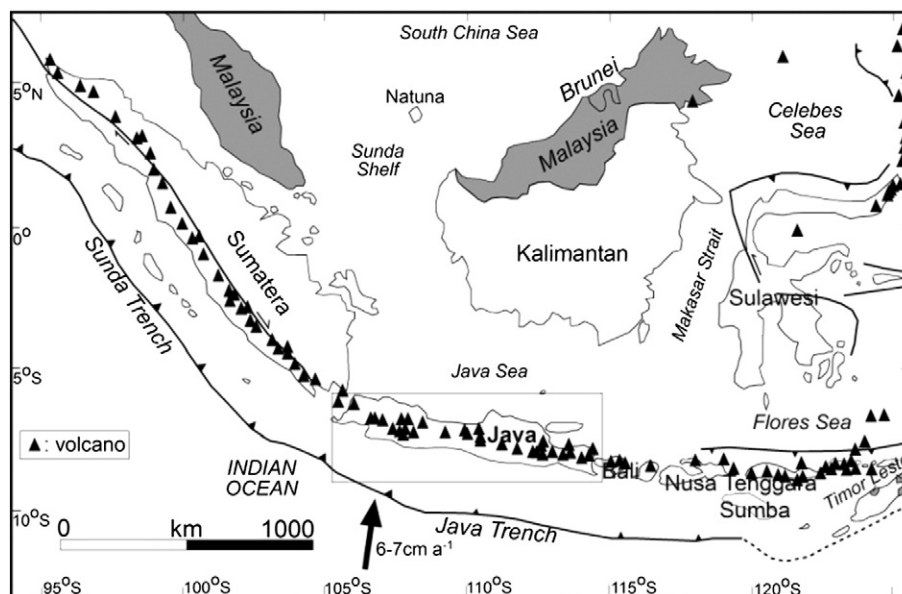 South China Sea
Malaysia
5°N
Natuna
Brunei
Celebes
Sea
Malaysia
Sunda
Shelf
0°
Sumatera
Kalimantan
Makasar Strait
Sunda Trench
Sulawesi
5°S
Java Sea
Flores Sea
▲ : volcano
Java
INDIAN
OCEAN
Bali
Nusa Tenggara
Timor Leste
Sumba
10°S
0 km 1000
Java Trench
6-7cm a⁻¹
95°S
100°S
105°S
110°S
115°S
120°S